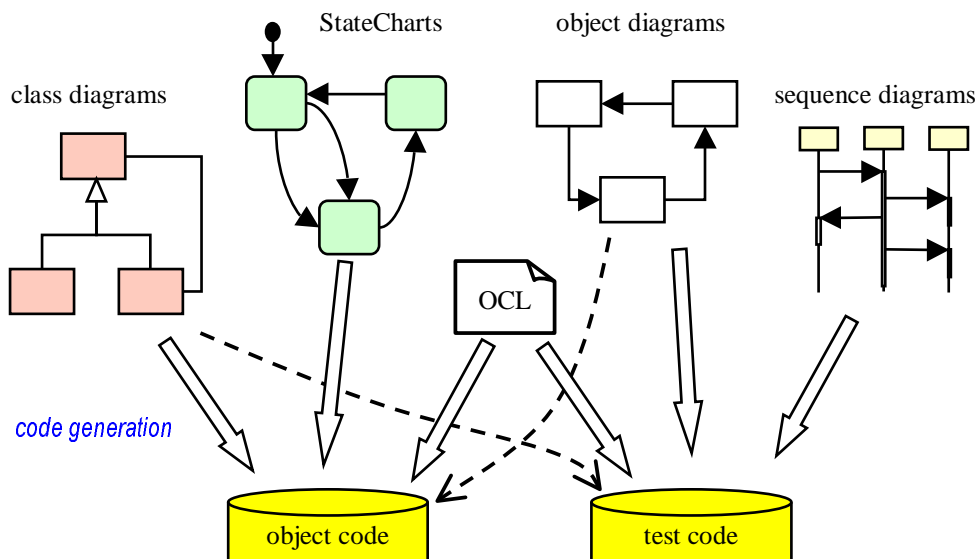 StateCharts
object diagrams
class diagrams
sequence diagrams
OCL
code generation
object code
test code